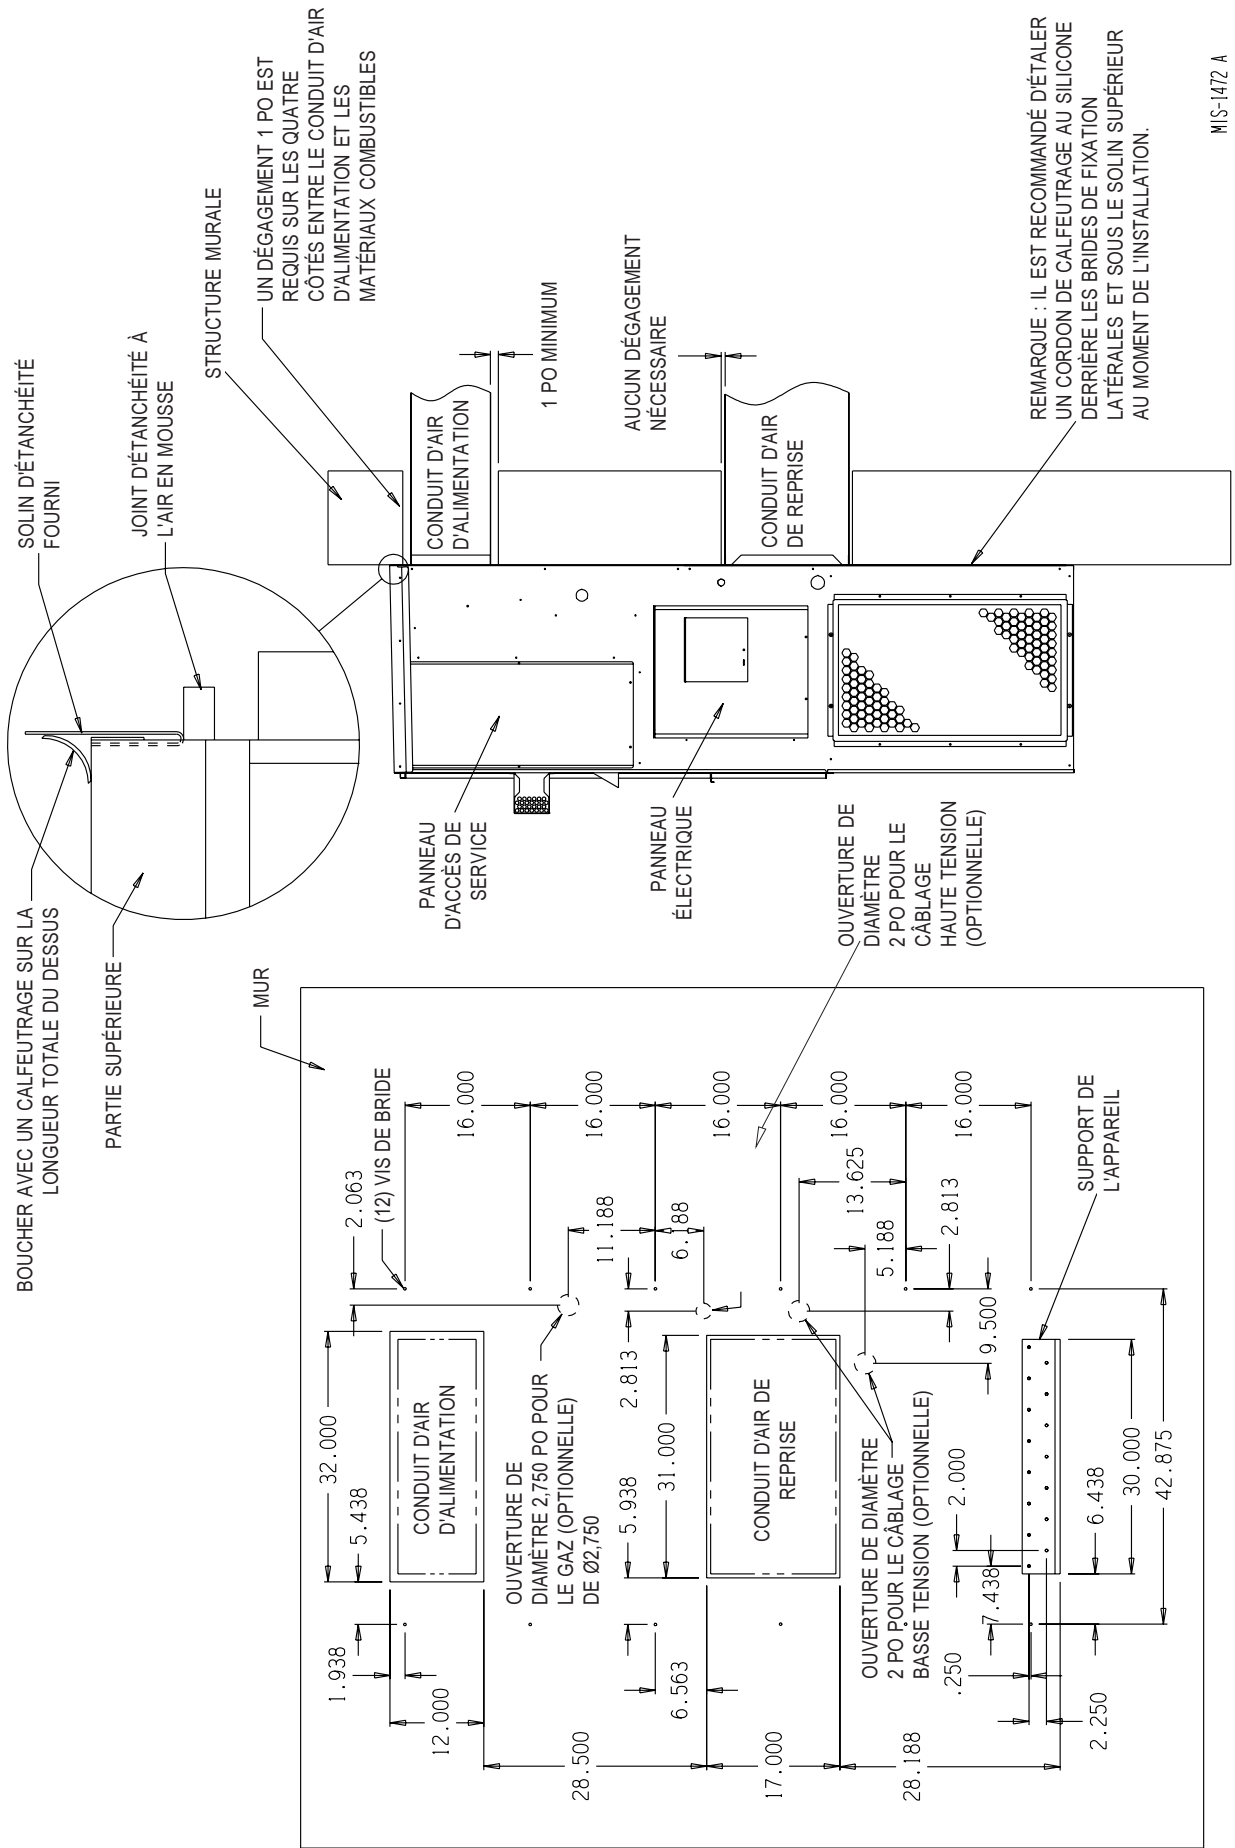 BOUCHER AVEC UN CALFEUTRAGE SUR LA
LONGUEUR TOTALE DU DESSUS
PARTIE SUPÉRIEURE
SOLIN D'ÉTANCHÉITÉ
FOURNI
JOINT D'ÉTANCHÉITÉ À
L'AIR EN MOUSSE
STRUCTURE MURALE
UN DÉGAGEMENT 1 PO EST
REQUIS SUR LES QUATRE
CÔTÉS ENTRE LE CONDUIT D'AIR
D'ALIMENTATION ET LES
MATÉRIAUX COMBUSTIBLES
CONDUIT D'AIR
D'ALIMENTATION
1 PO MINIMUM
AUCUN DÉGAGEMENT
NÉCESSAIRE
CONDUIT D'AIR
DE REPRISE
PANNEAU
D'ACCÈS DE
SERVICE
PANNEAU
ÉLECTRIQUE
REMARQUE : IL EST RECOMMANDÉ D'ÉTALER
UN CORDON DE CALFEUTRAGE AU SILICONE
DERRIÈRE LES BRIDES DE FIXATION
LATÉRALES ET SOUS LE SOLIN SUPÉRIEUR
AU MOMENT DE L'INSTALLATION.
MUR
OUVERTURE DE
DIAMÈTRE
2 PO POUR LE
CÂBLAGE
HAUTE TENSION
(OPTIONNELLE)
(12) VIS DE BRIDE
2.063
32.000
5.438
1.938
12.000
CONDUIT D'AIR
D'ALIMENTATION
16.000
16.000
16.000
16.000
16.000
11.188
6.188
2.813
OUVERTURE DE
DIAMÈTRE 2,750 PO POUR
LE GAZ (OPTIONNELLE)
DE Ø2,750
28.500
5.938
31.000
6.563
CONDUIT D'AIR DE
REPRISE
17.000
13.625
5.188
2.813
9.500
OUVERTURE DE DIAMÈTRE
2 PO POUR LE CÂBLAGE
BASSE TENSION (OPTIONNELLE)
SUPPORT DE
L'APPAREIL
28.188
.250
7.438
2.000
2.250
6.438
30.000
42.875
MIS-1472 A